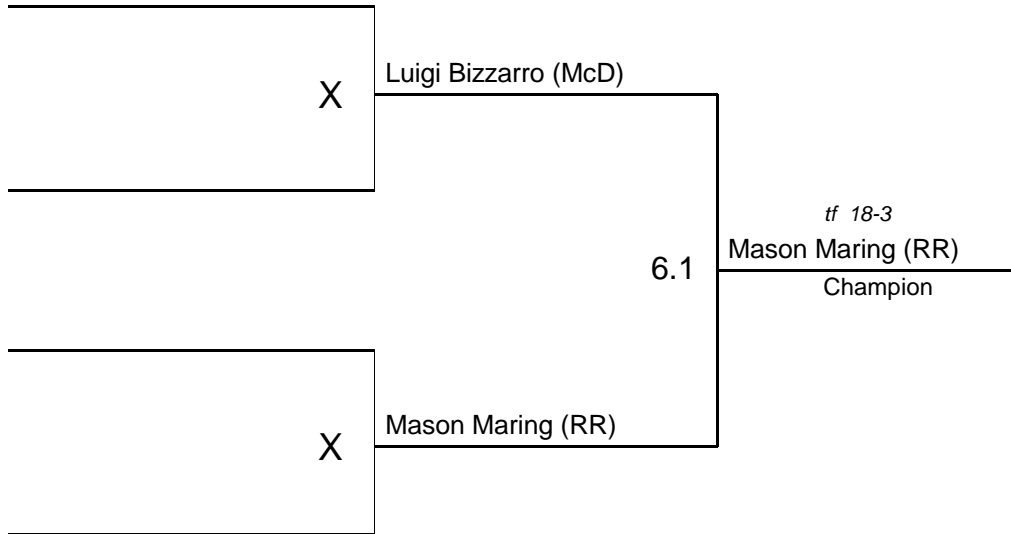 X
Luigi Bizzarro (McD)
6.1
tf 18-3
Mason Maring (RR)
Champion
X
Mason Maring (RR)